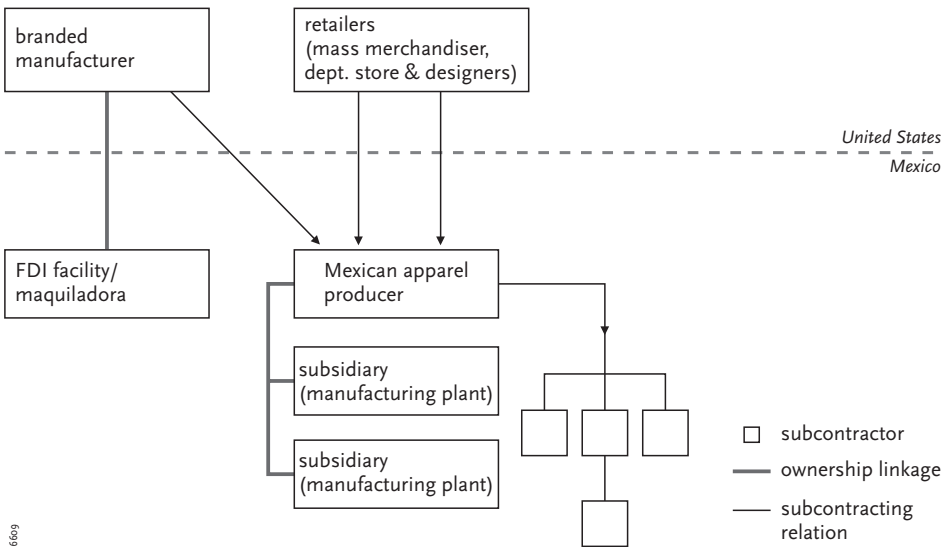 branded
manufacturer
retailers
(mass merchandiser,
dept. store & designers)
United States
Mexico
FDI facility/
maquiladora
Mexican apparel
producer
subsidiary
(manufacturing plant)
subsidiary
(manufacturing plant)
subcontractor
ownership linkage
subcontracting
relation
6609